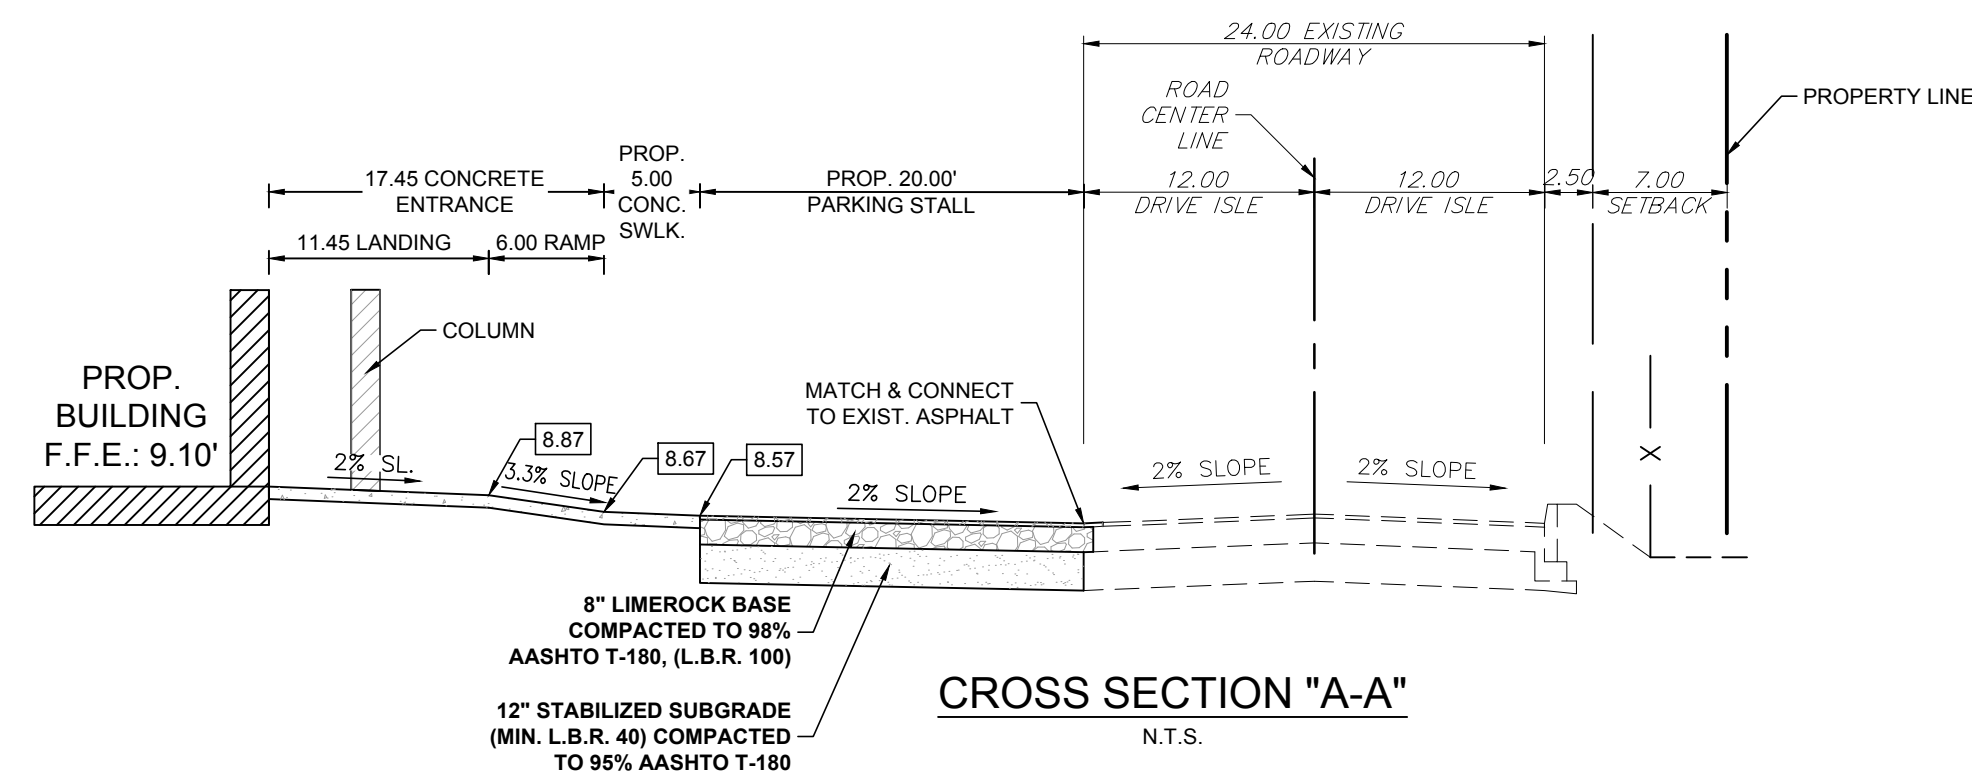 24.00 EXISTING
ROADWAY
ROAD
CENTER
LINE
PROPERTY LINE
17.45 CONCRETE
ENTRANCE
PROP.
5.00
CONC.
SWLK.
PROP. 20.00'
PARKING STALL
12.00
DRIVE ISLE
12.00
DRIVE ISLE
2.50
7.00
SETBACK
11.45 LANDING
6.00 RAMP
COLUMN
PROP.
BUILDING
F.F.E.: 9.10'
MATCH & CONNECT
TO EXIST. ASPHALT
8.87
8.67
8.57
2% SL.
3.3% SLOPE
2% SLOPE
2% SLOPE
2% SLOPE
X
8" LIMEROCK BASE
COMPACTED TO 98%
AASHTO T-180, (L.B.R. 100)
12" STABILIZED SUBGRADE
(MIN. L.B.R. 40) COMPACTED
TO 95% AASHTO T-180
CROSS SECTION "A-A"
N.T.S.